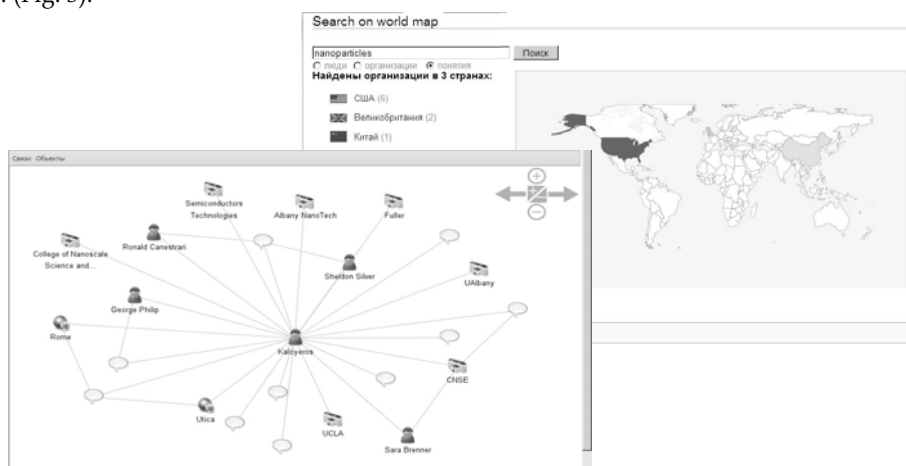 . (Fig. 5).
Search on world map
nanoparticles
Поиск
люди организации понятия
Найдены организации в 3 странах:
США (6)
Великобритания (2)
Китай (1)
Связи Объекты
Semiconductors
Technologies
Albany NanoTech
Fuller
Ronald Canestrari
College of Nanoscale
Science and...
Sheldon Silver
UAlbany
George Philip
Rome
Kaloyeros
CNSE
Utica
UCLA
Sara Brenner